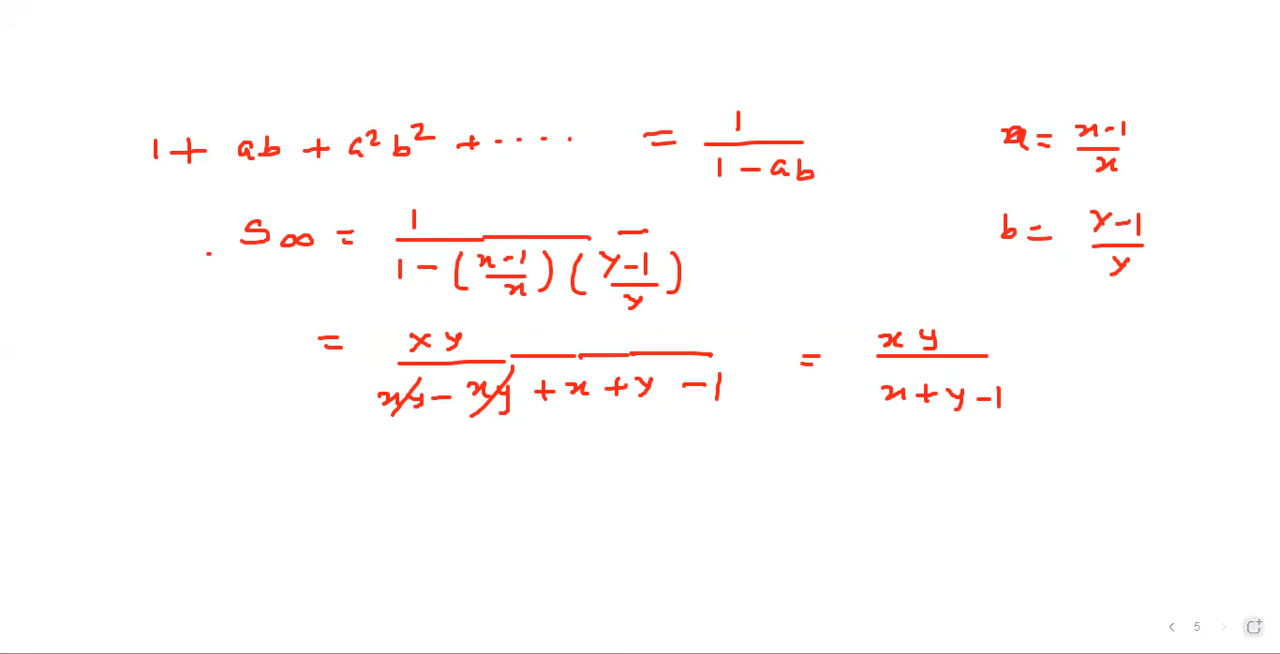 1 + ab + a²b² + ···· = 1/(1 - ab) a = (x-1)/x
S∞ = 1/(1 - ((x-1)/x)((y-1)/y)) b = (y-1)/y
= xy/(xy - xy + x + y - 1) = xy/(x + y - 1)
< 5 >